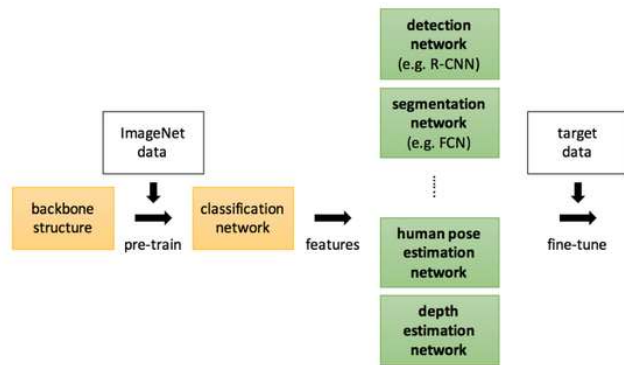 detection
network
(e.g. R-CNN)
segmentation
network
(e.g. FCN)
ImageNet
data
target
data
backbone
structure
pre-train
classification
network
features
human pose
estimation
network
fine-tune
depth
estimation
network